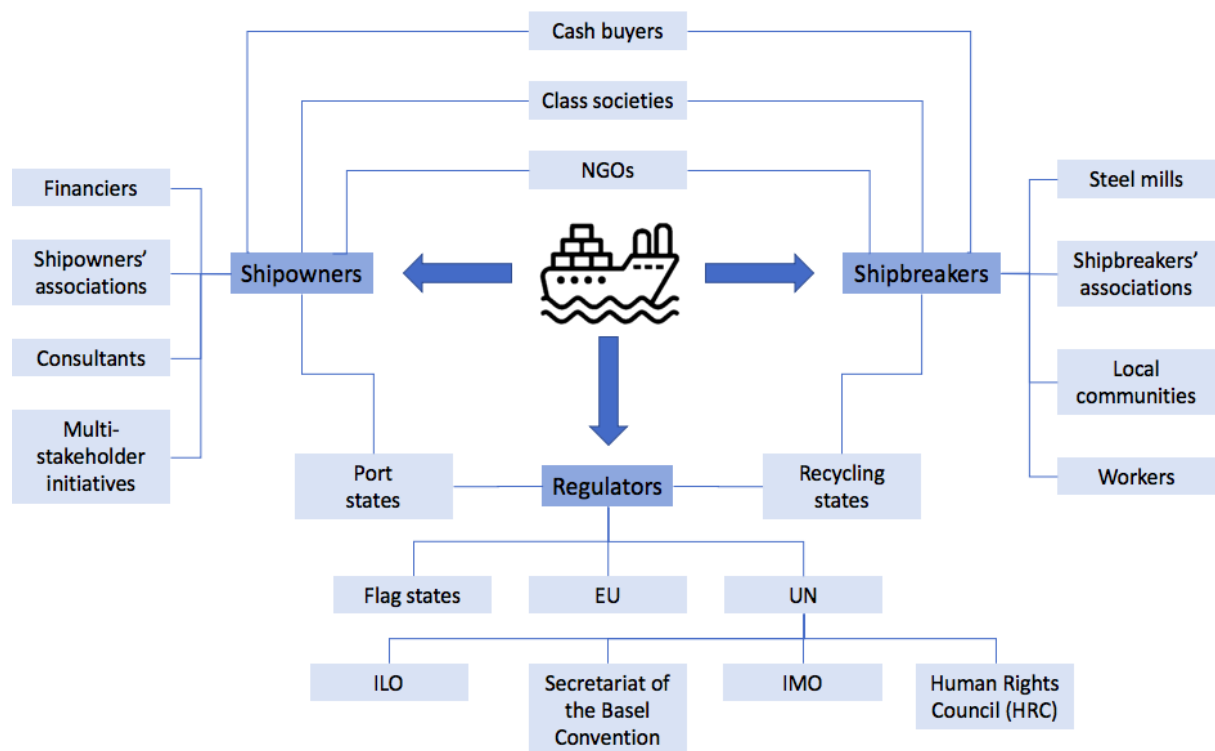 Cash buyers
Class societies
NGOs
Financiers
Shipowners’
associations
Consultants
Multi-
stakeholder
initiatives
Shipowners
Shipbreakers
Steel mills
Shipbreakers’
associations
Local
communities
Workers
Port
states
Regulators
Recycling
states
Flag states
EU
UN
ILO
Secretariat of
the Basel
Convention
IMO
Human Rights
Council (HRC)